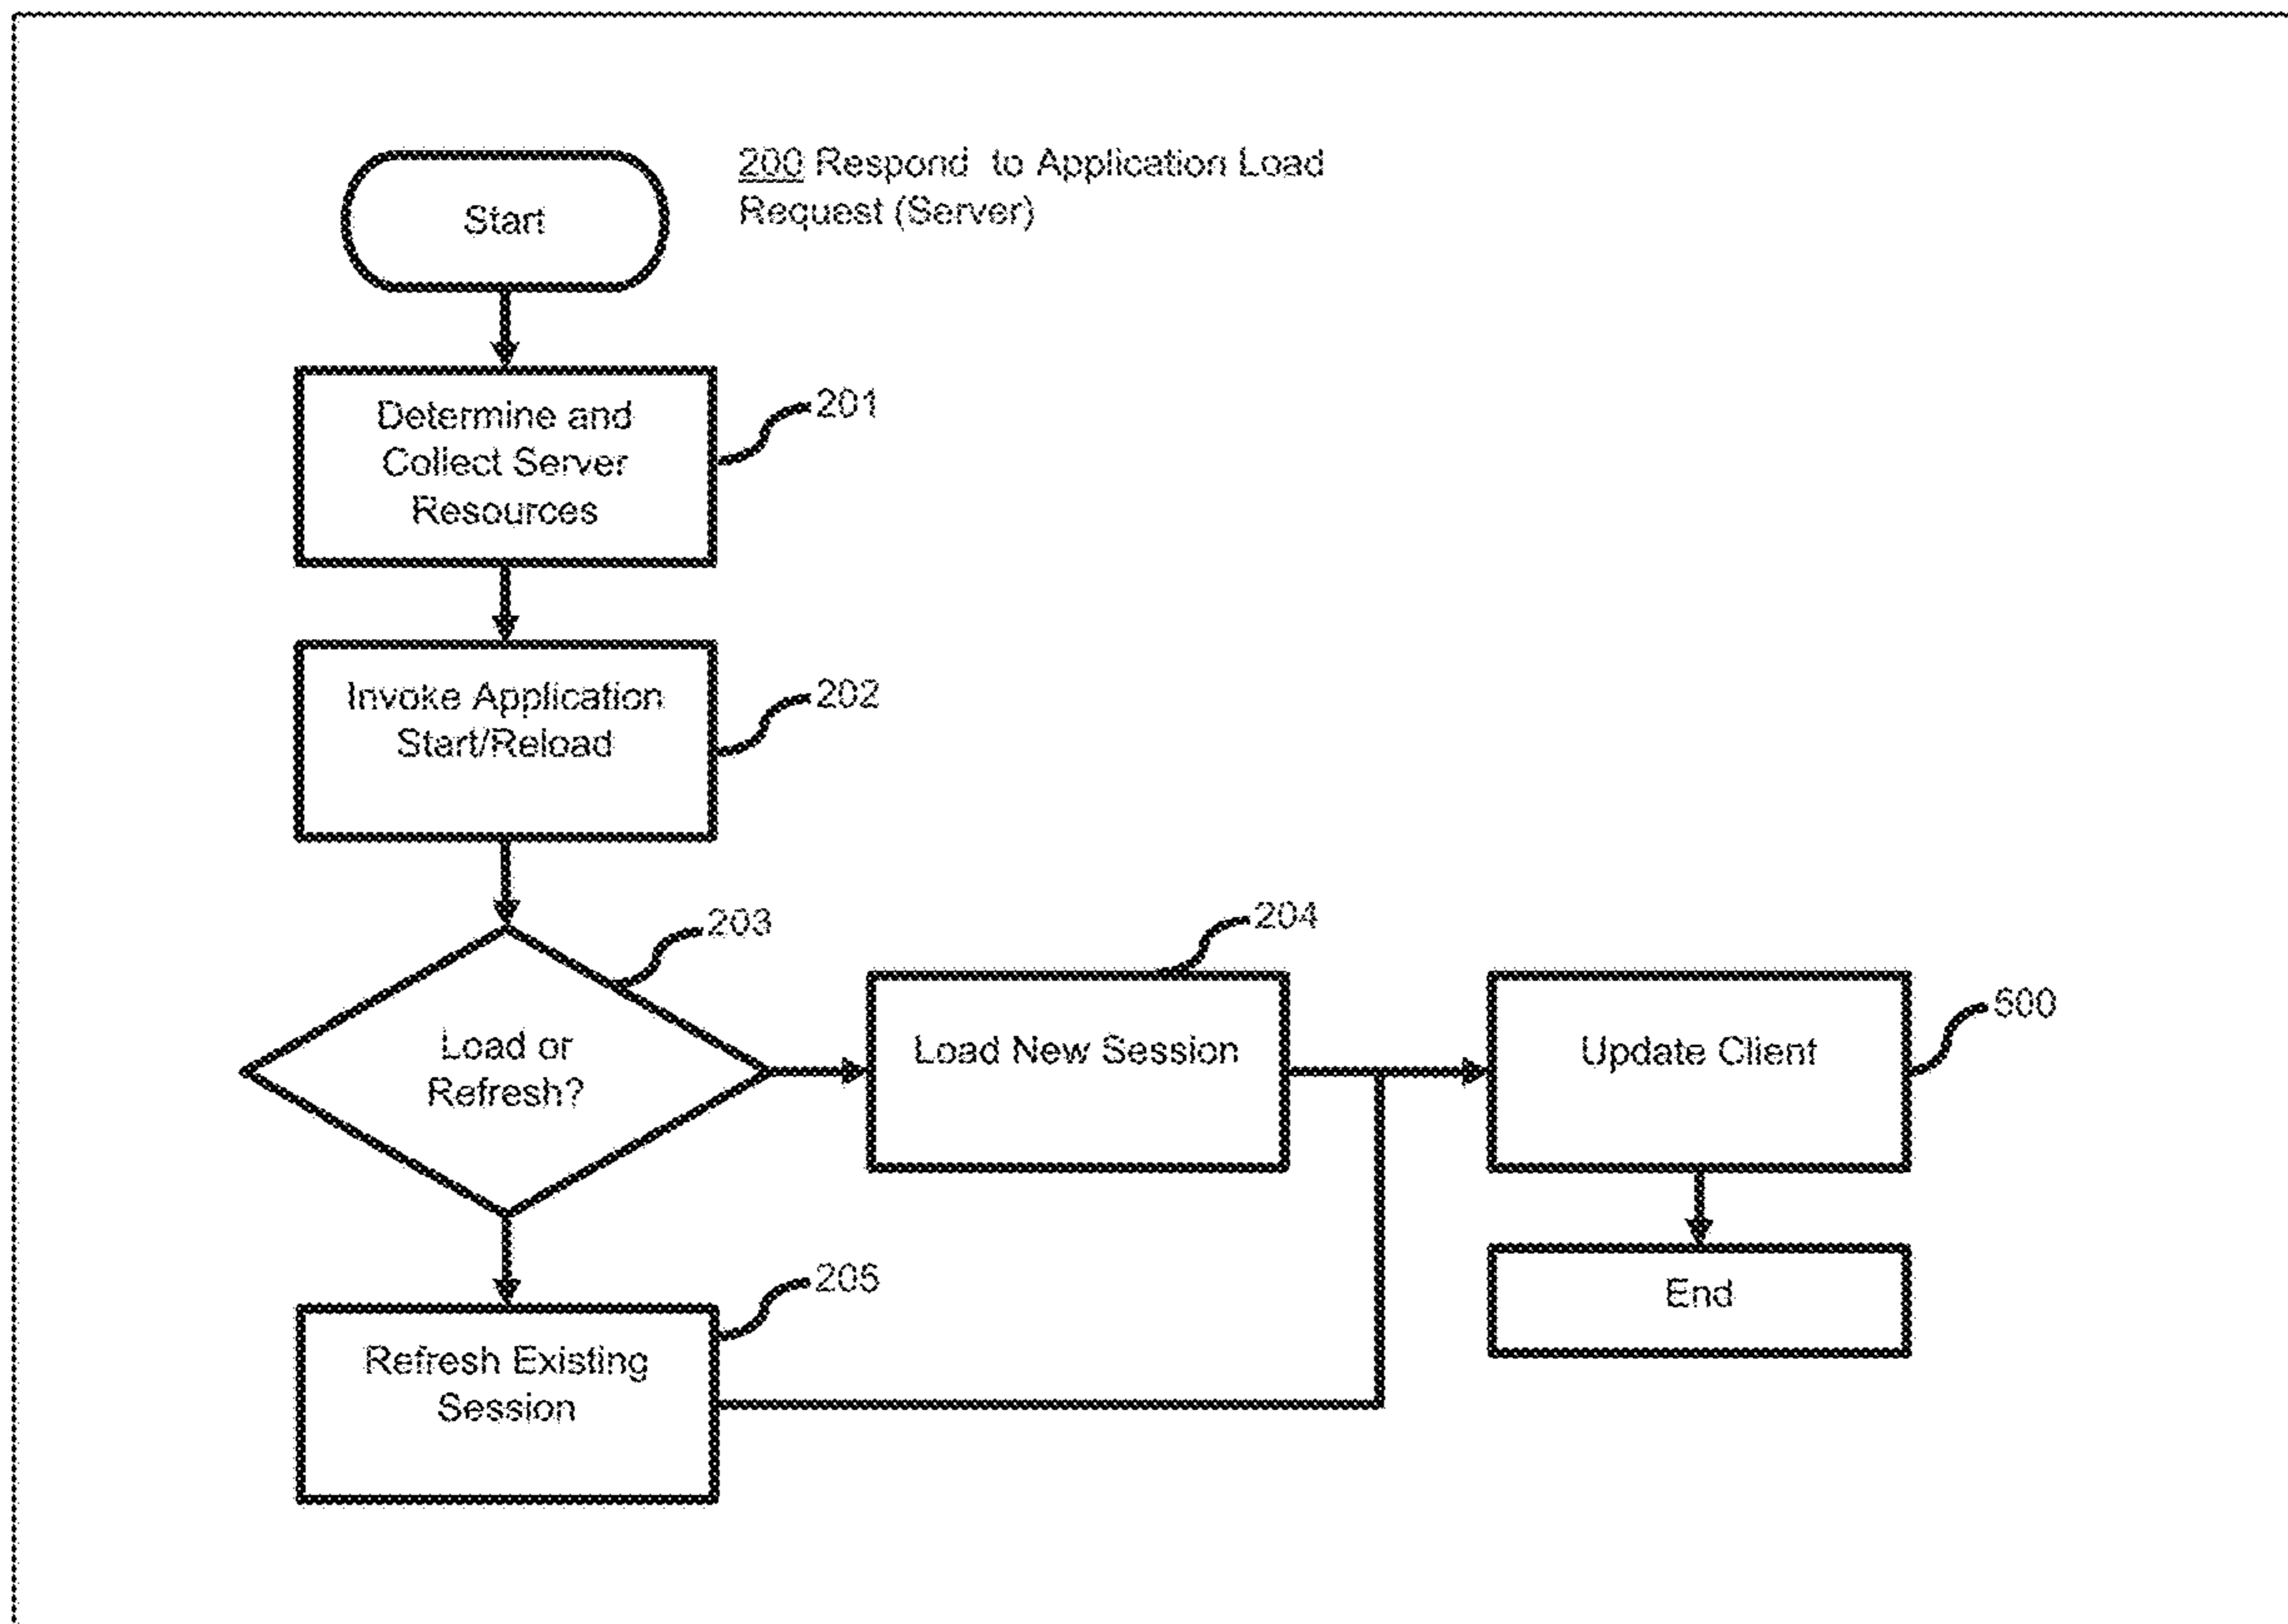 200 Respond to Application Load
Request (Server)
Start
Determine and
Collect Server
Resources
201
Invoke Application
Start/Reload
202
203
Load or
Refresh?
204
Load New Session
Update Client
500
205
Refresh Existing
Session
End